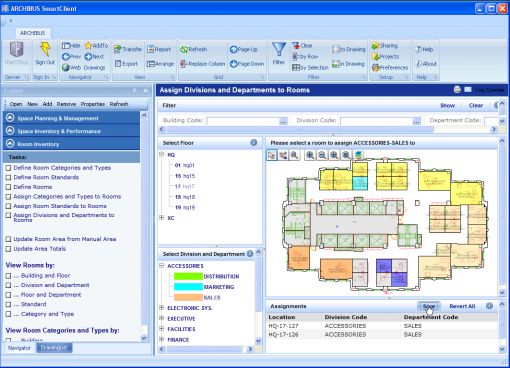 ARCHIBUS SmartClient
ARCHIBUS
Start/Stop
Server
Sign Out
Sign In
Hide
AddTo
Prev
Next
Web
Drawings
Navigator
Transfer
Report
Export
Arrange
View
Refresh
Replace Column
Page Up
Page Down
Grid
Filter
Clear
by Row
by Selection
to Drawing
in Drawing
Filter
Sharing
Projects
Preferences
Setup
Help
About
Help
Explore
Open New Add Remove Properties Refresh
Space Planning & Management
Space Inventory & Performance
Room Inventory
Tasks:
Define Room Categories and Types
Define Room Standards
Define Rooms
Assign Categories and Types to Rooms
Assign Room Standards to Rooms
Assign Divisions and Departments to
Rooms
Update Room Area from Manual Area
Update Area Totals
View Rooms by:
... Building and Floor
... Division and Department
... Floor and Department
... Standard
... Category and Type
View Room Categories and Types by:
... Building
Navigator
DrawingList
Assign Divisions and Departments to Rooms
Log Console
Filter
Show
Clear
Building Code:
Division Code:
Department Code:
Select Floor
HQ
01 hq01
15 hq15
17 hq17
18 hq18
19 hq19
XC
Select Division and Department
ACCESSORIES
DISTRIBUTION
MARKETING
SALES
ELECTRONIC SYS.
EXECUTIVE
FACILITIES
FINANCE
Please select a room to assign ACCESSORIES-SALES to
Assignments
Save
Revert All
Location Division Code Department Code
HQ-17-127 ACCESSORIES SALES
HQ-17-126 ACCESSORIES SALES